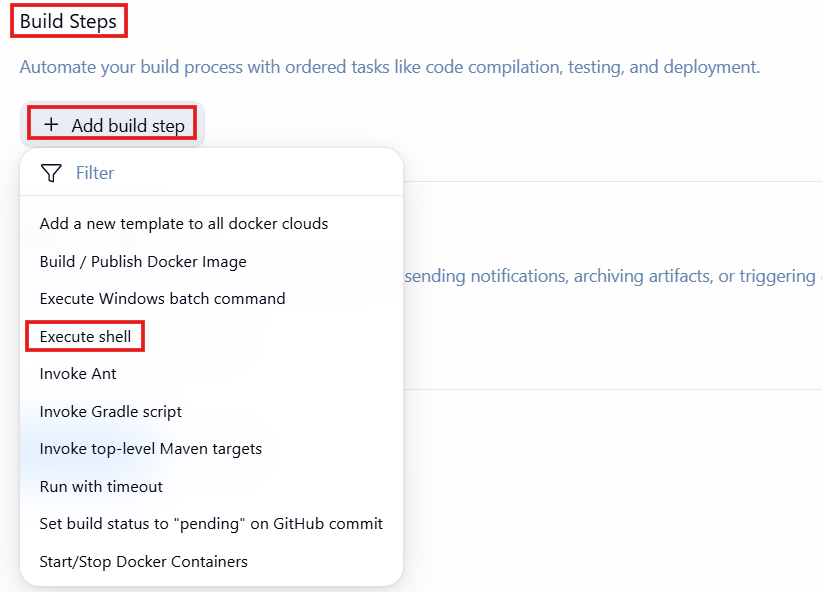 Build Steps
Automate your build process with ordered tasks like code compilation, testing, and deployment.
+ Add build step
Filter
Add a new template to all docker clouds
Build / Publish Docker Image
sending notifications, archiving artifacts, or triggering
Execute Windows batch command
Execute shell
Invoke Ant
Invoke Gradle script
Invoke top-level Maven targets
Run with timeout
Set build status to "pending" on GitHub commit
Start/Stop Docker Containers